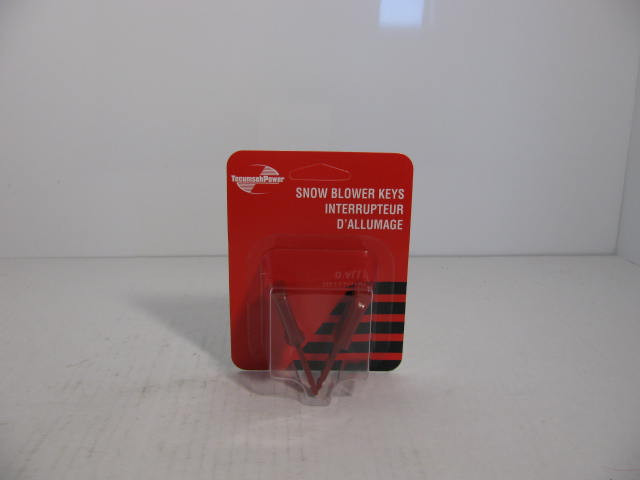 TecumsehPower
SNOW BLOWER KEYS
INTERRUPTEUR
D'ALLUMAGE